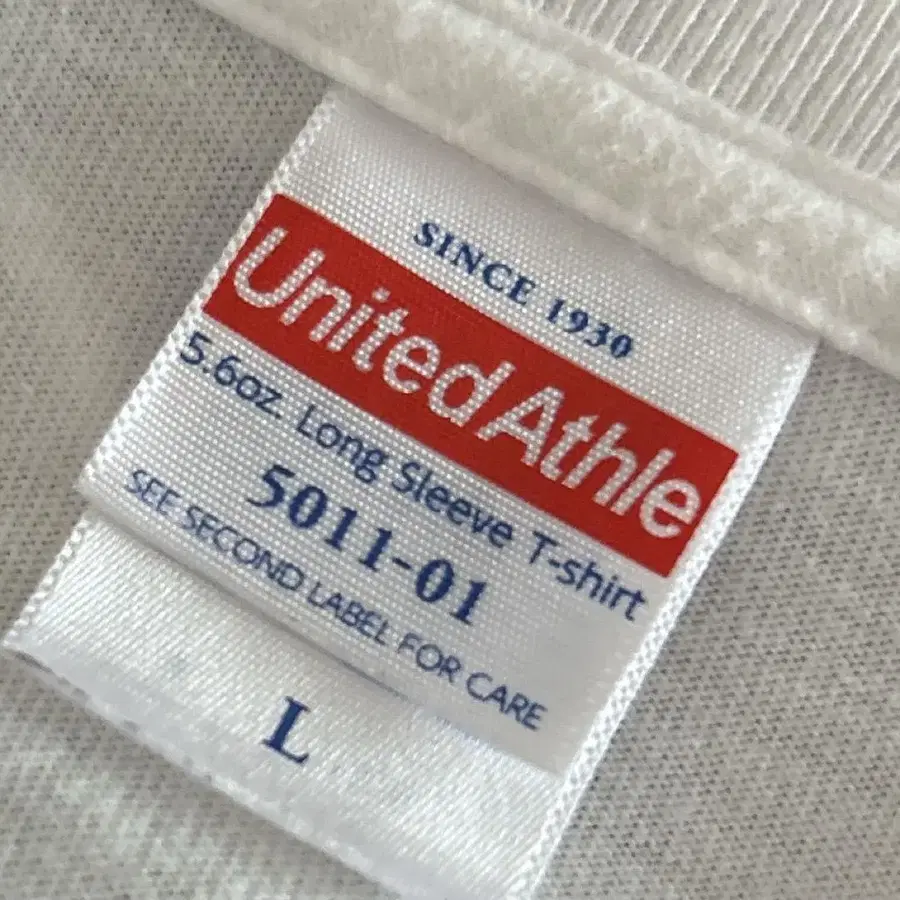 SINCE 1930
UnitedAthle
5.6oz. Long Sleeve T-shirt
5011-01
SEE SECOND LABEL FOR CARE
L